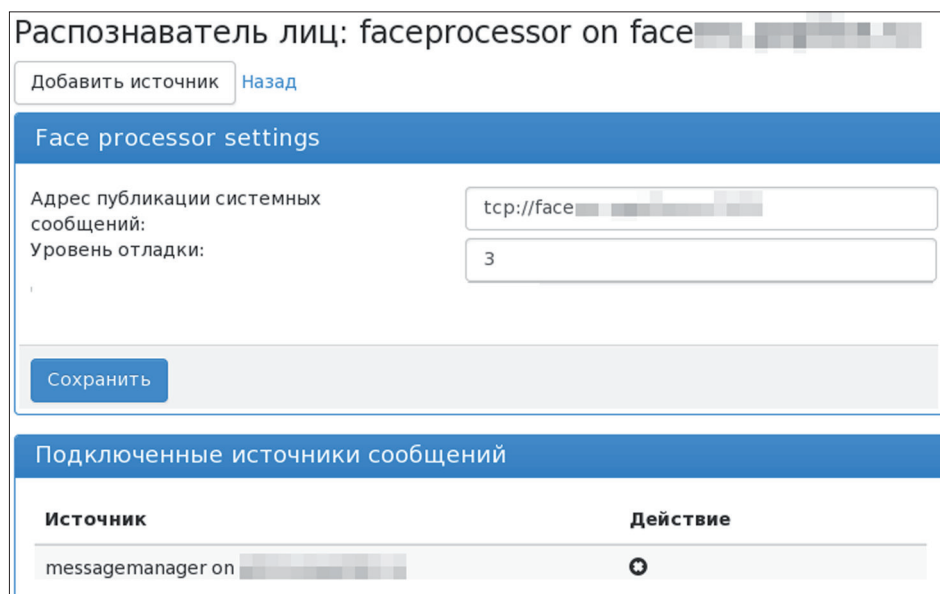 Распознаватель лиц: faceprocessor on face
Добавить источник Назад
Face processor settings
Адрес публикации системных
сообщений:
tcp://face
Уровень отладки:
3
Сохранить
Подключенные источники сообщений
Источник Действие
messagemanager on